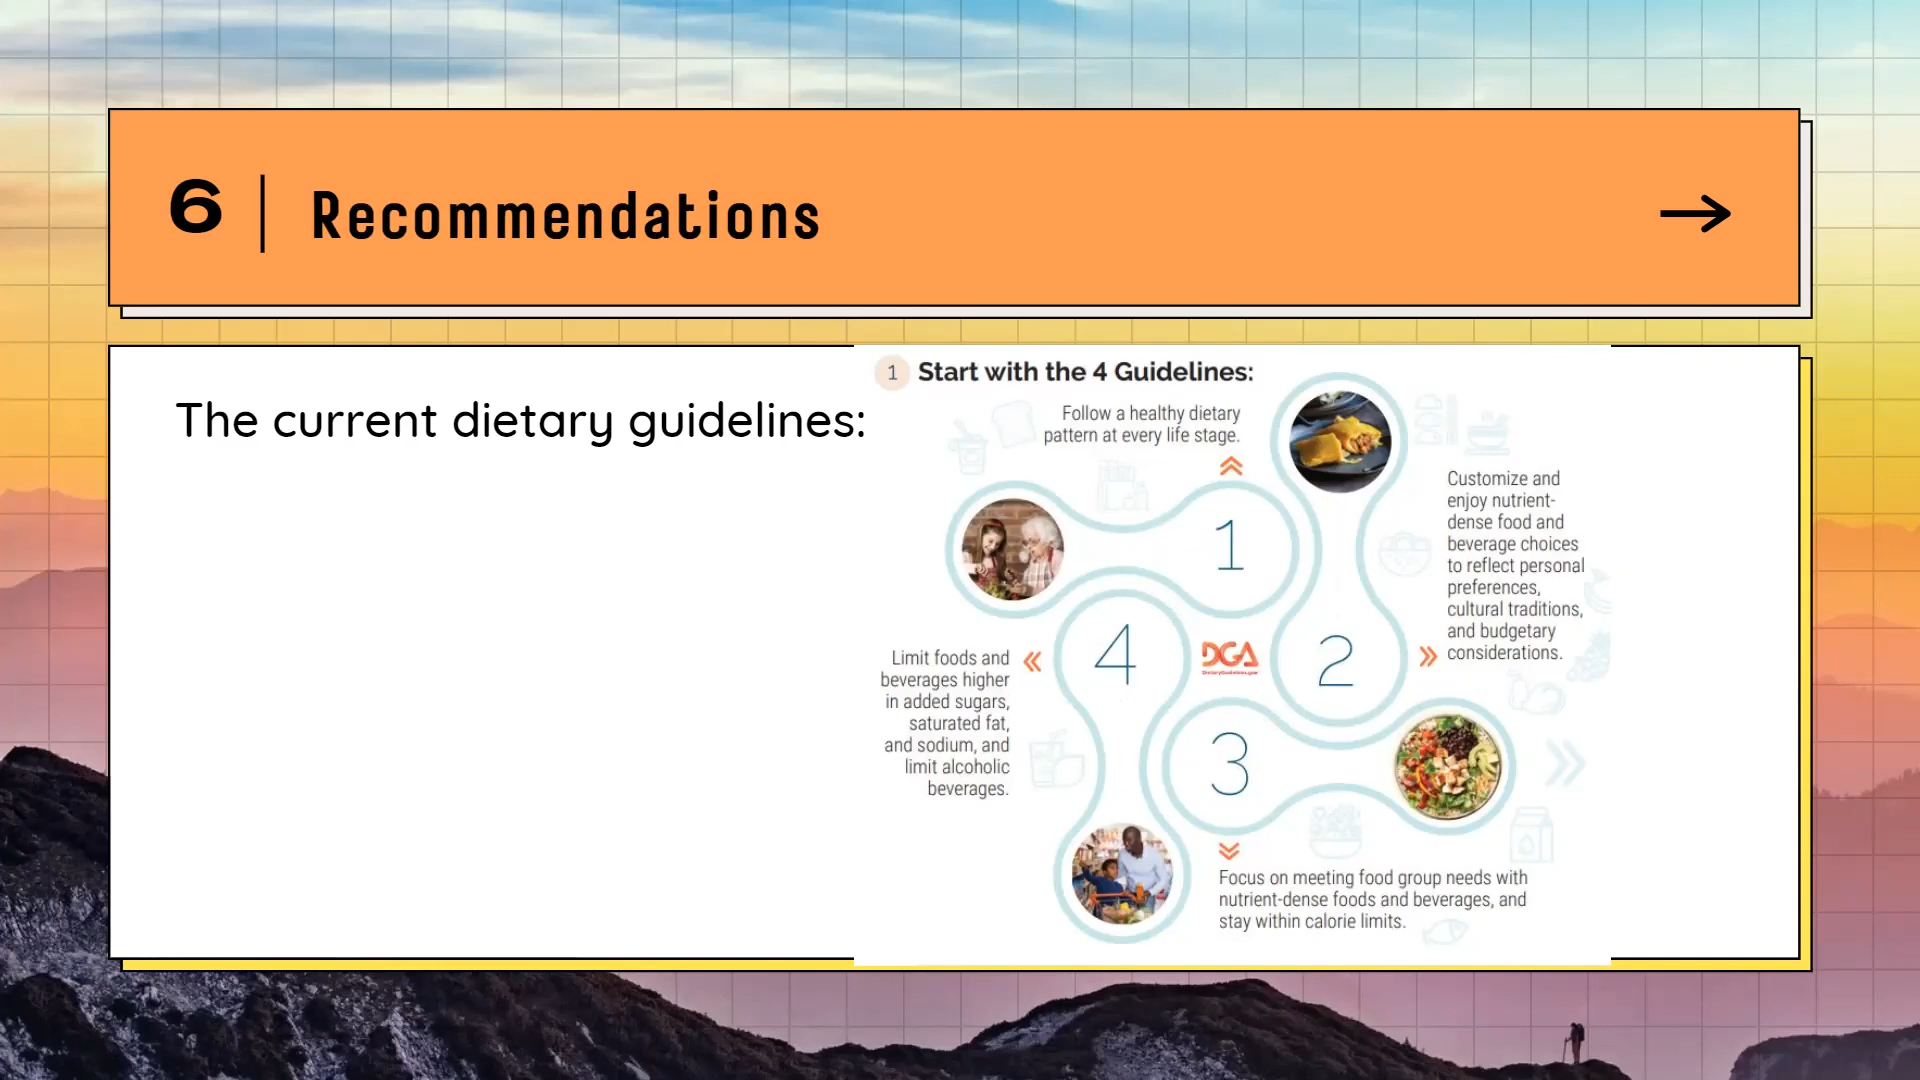 6
Recommendations
The current dietary guidelines:
1 Start with the 4 Guidelines:
Follow a healthy dietary
pattern at every life stage.
1
Customize and
enjoy nutrient-
dense food and
beverage choices
to reflect personal
preferences,
cultural traditions,
and budgetary
considerations.
2
DGA
DietaryGuidelines.gov
4
Limit foods and
beverages higher
in added sugars,
saturated fat,
and sodium, and
limit alcoholic
beverages.
3
Focus on meeting food group needs with
nutrient-dense foods and beverages, and
stay within calorie limits.